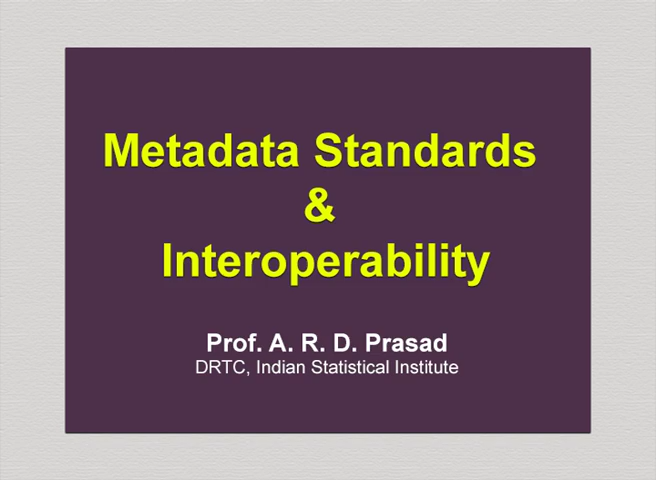 Metadata Standards
&
Interoperability
Prof. A. R. D. Prasad
DRTC, Indian Statistical Institute